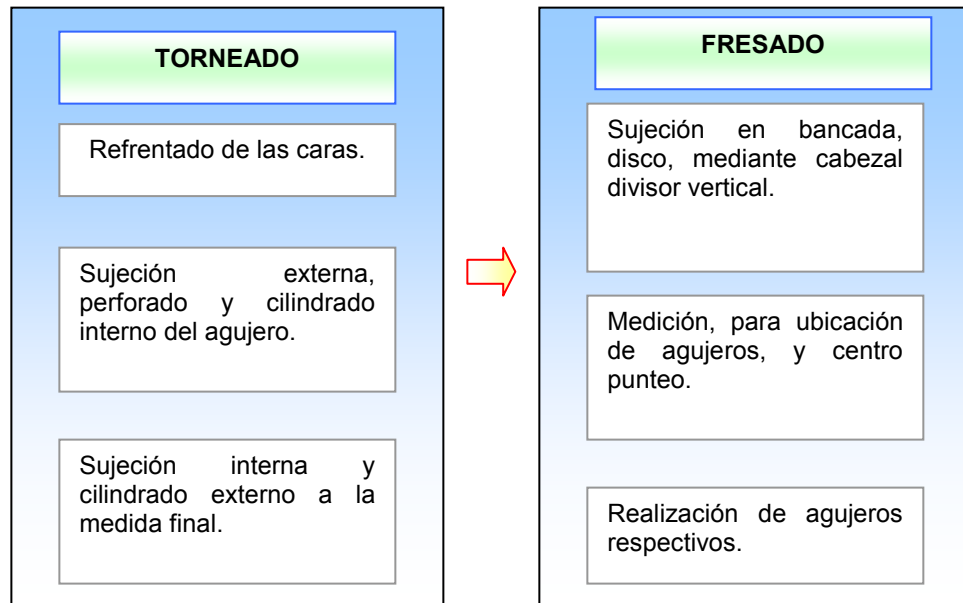 TORNEADO
Refrentado de las caras.
Sujeción externa,
perforado y cilindrado
interno del agujero.
Sujeción interna y
cilindrado externo a la
medida final.
FRESADO
Sujeción en bancada,
disco, mediante cabezal
divisor vertical.
Medición, para ubicación
de agujeros, y centro
punteo.
Realización de agujeros
respectivos.